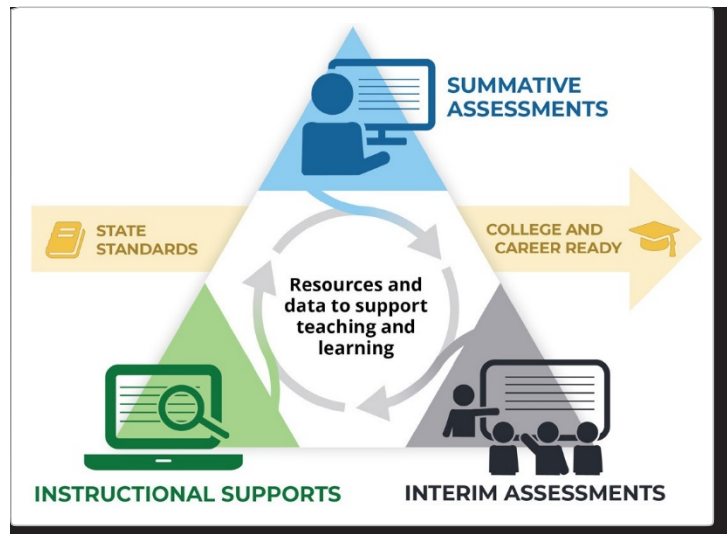 SUMMATIVE
ASSESSMENTS
STATE
STANDARDS
COLLEGE AND
CAREER READY
Resources and
data to support
teaching and
learning
INSTRUCTIONAL SUPPORTS
INTERIM ASSESSMENTS